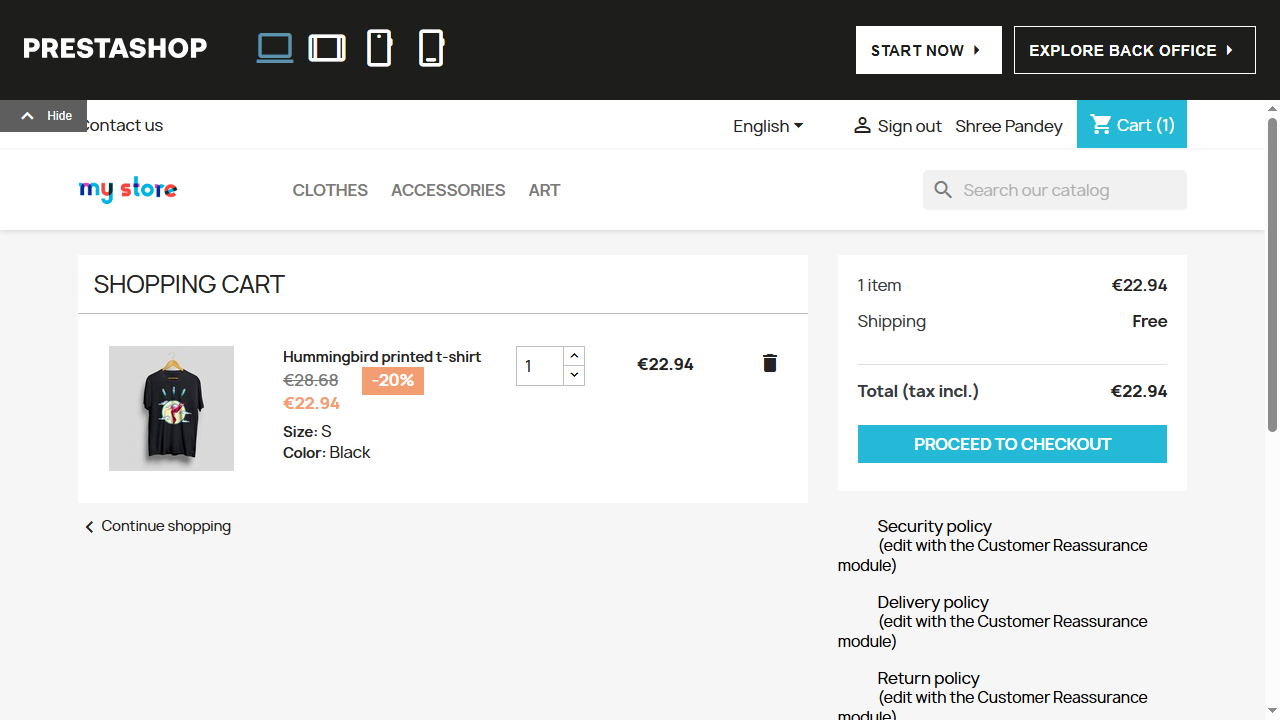 PRESTASHOP
START NOW
EXPLORE BACK OFFICE
Hide
Contact us
English
Sign out
Shree Pandey
Cart (1)
my store
CLOTHES
ACCESSORIES
ART
Search our catalog
SHOPPING CART
Hummingbird printed t-shirt
€28.68 -20%
€22.94
Size: S
Color: Black
1
€22.94
Continue shopping
1 item €22.94
Shipping Free
Total (tax incl.) €22.94
PROCEED TO CHECKOUT
Security policy
(edit with the Customer Reassurance
module)
Delivery policy
(edit with the Customer Reassurance
module)
Return policy
(edit with the Customer Reassurance
module)